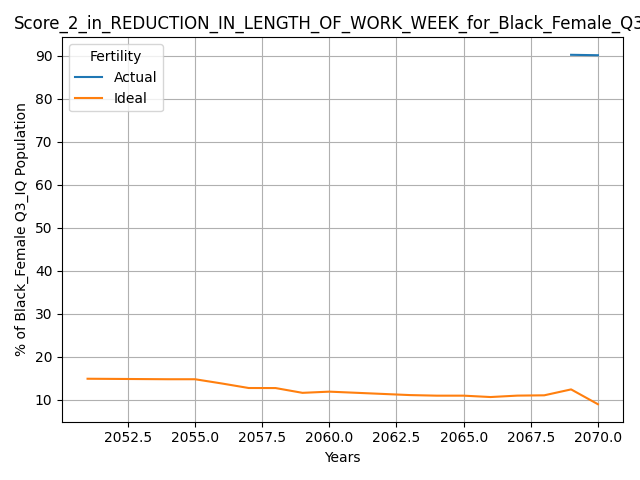 Score_2_in_REDUCTION_IN_LENGTH_OF_WORK_WEEK_for_Black_Female_Q3
Fertility
Actual
Ideal
% of Black_Female Q3_IQ Population
90
80
70
60
50
40
30
20
10
2052.5 2055.0 2057.5 2060.0 2062.5 2065.0 2067.5 2070.0
Years